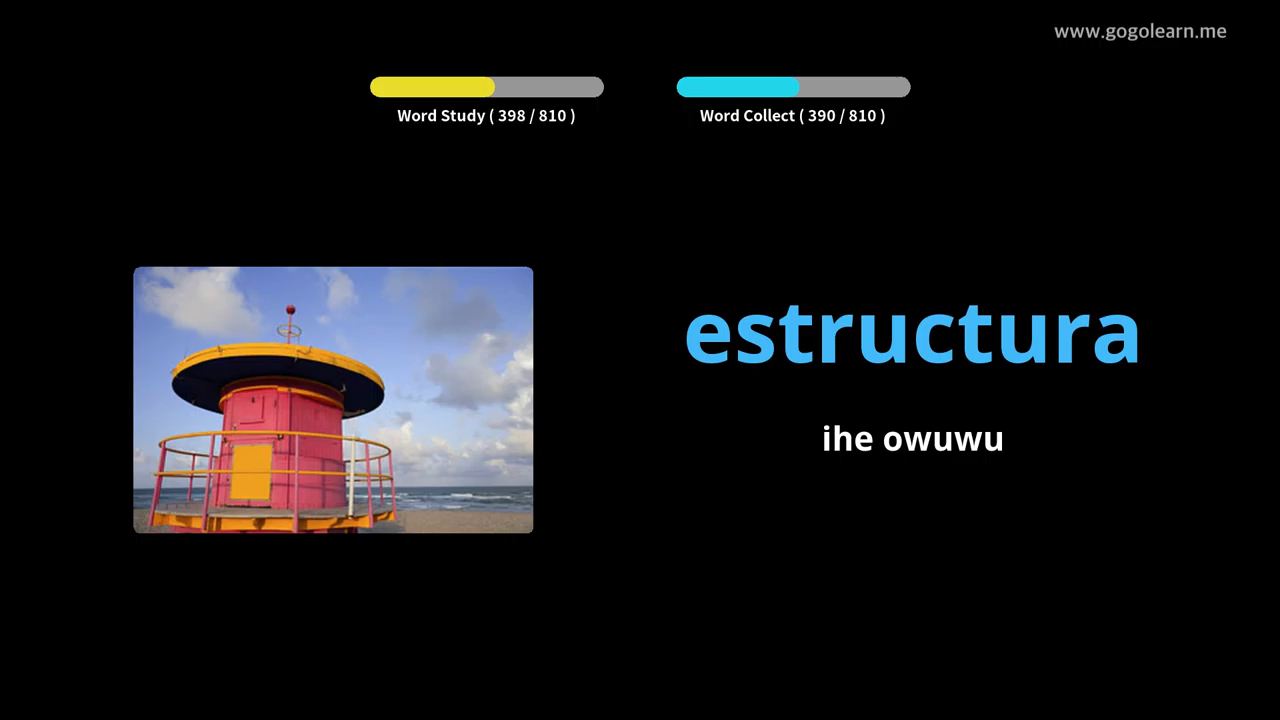 www.gogolearn.me
Word Study ( 398 / 810 )
Word Collect ( 390 / 810 )
estructura
ihe owuwu